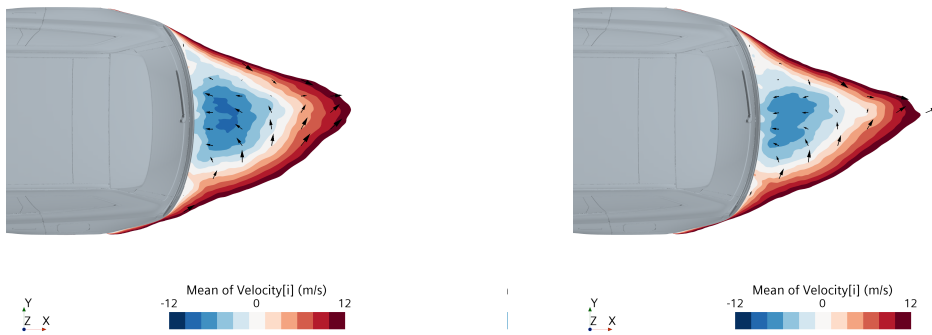 Mean of Velocity[i] (m/s)
-12 0 12
Y
Z X
Mean of Velocity[i] (m/s)
-12 0 12
Y
Z X